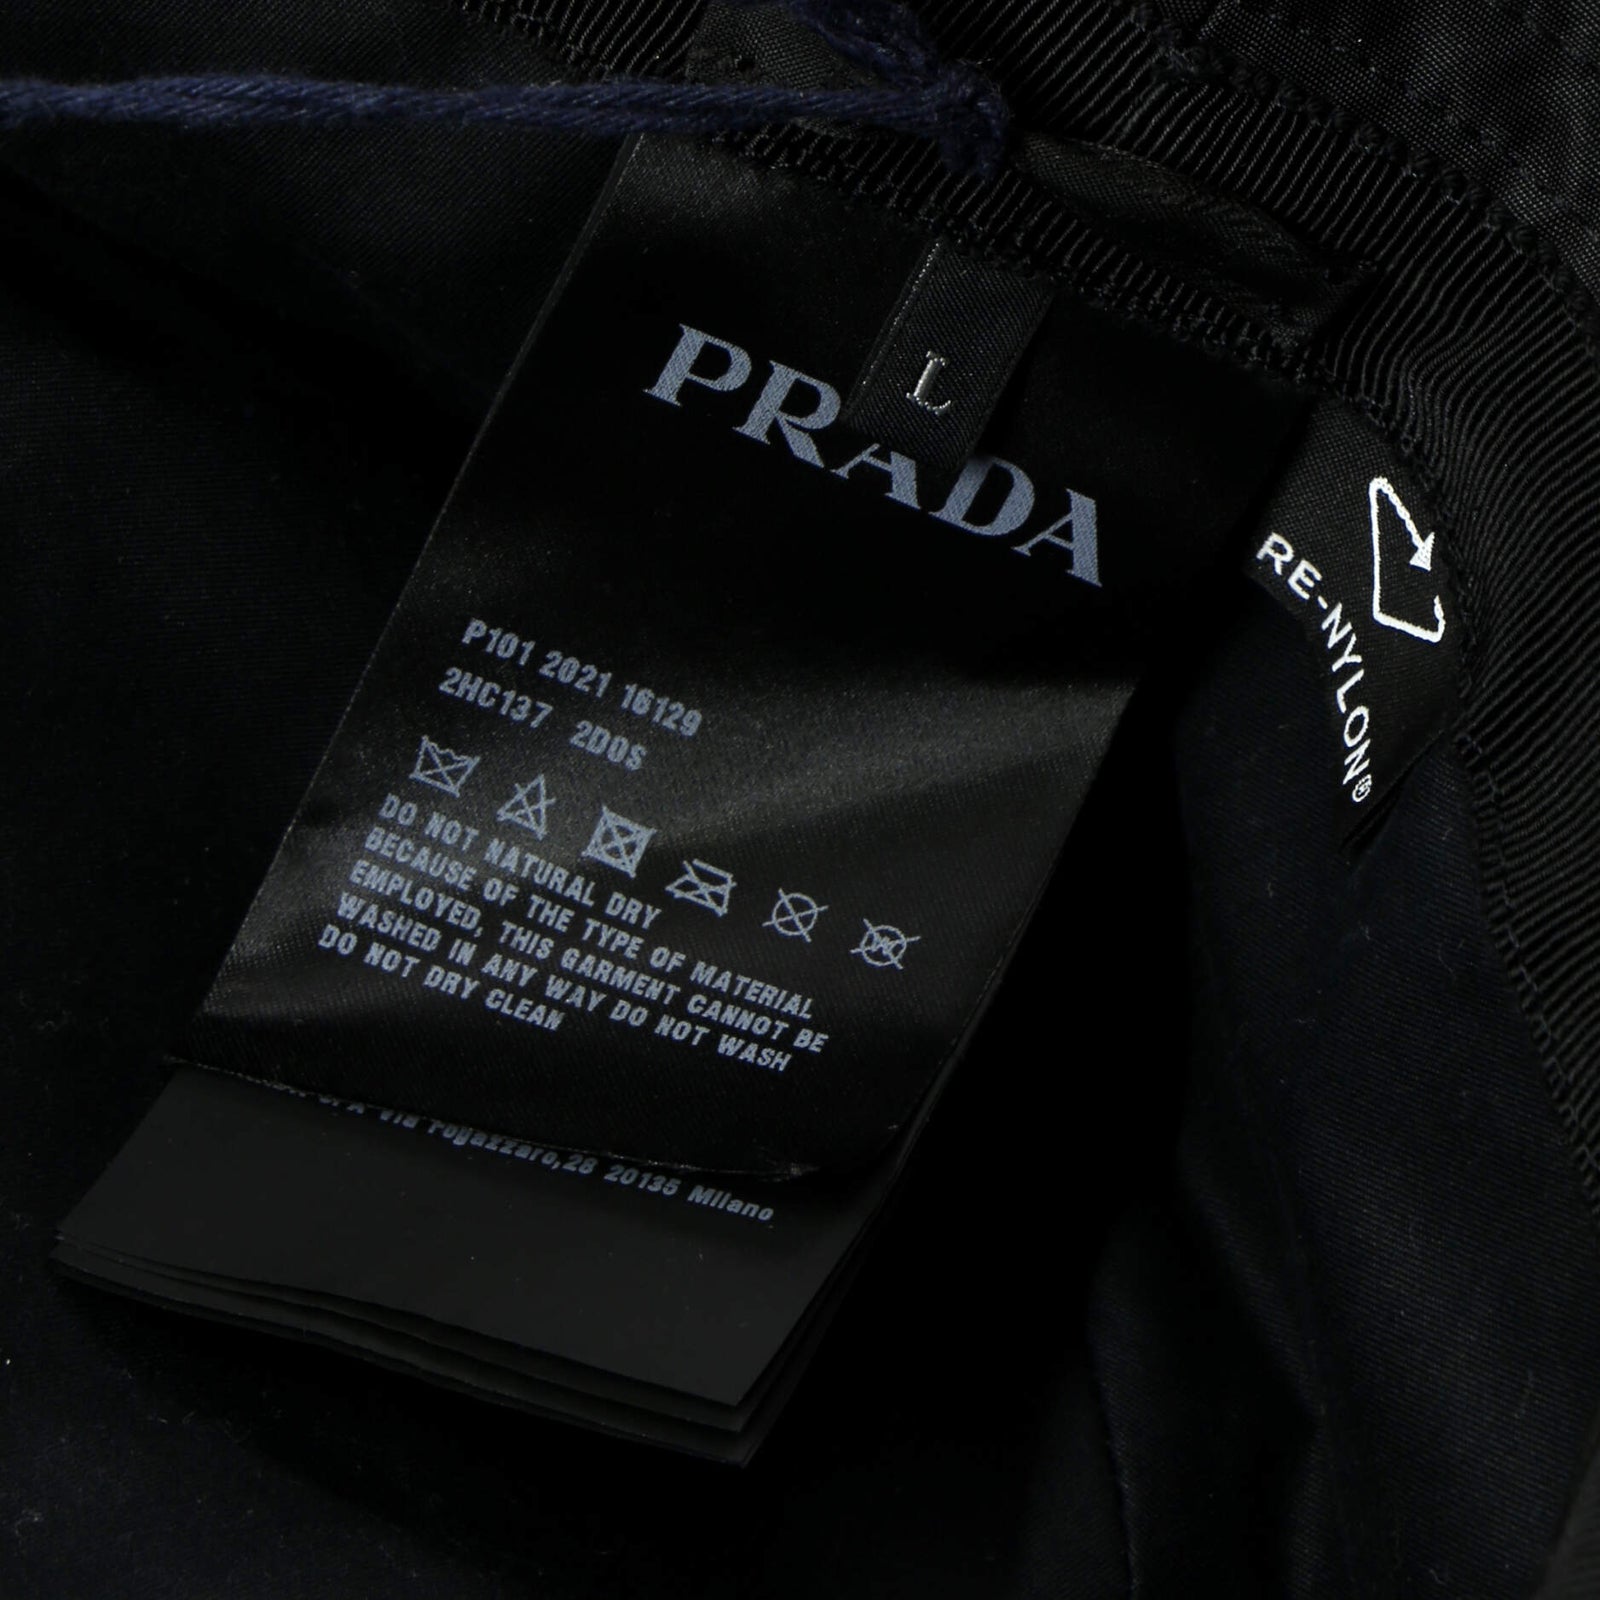 L
PRADA
RE-NYLON®
P101 2021 16129
2HC137 2D0S
DO NOT NATURAL DRY
BECAUSE OF THE TYPE OF MATERIAL
EMPLOYED, THIS GARMENT CANNOT BE
WASHED IN ANY WAY DO NOT WASH
DO NOT DRY CLEAN
Via Fogazzaro,28 20135 Milano